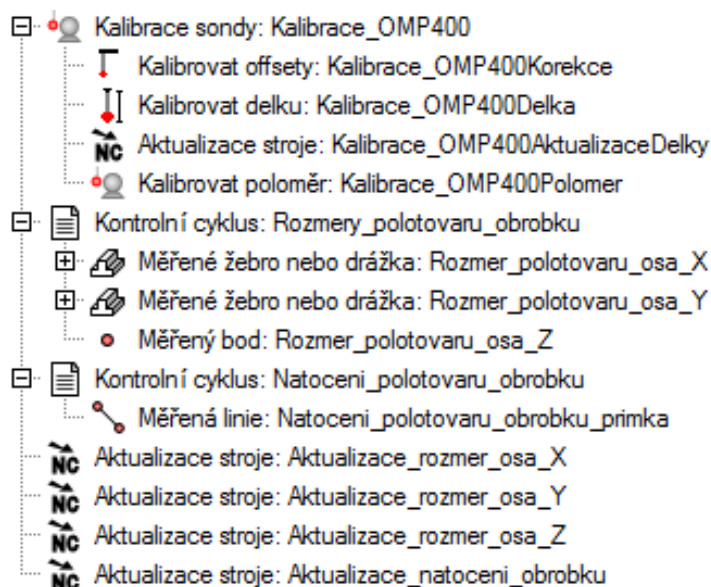 Kalibrace sondy: Kalibrace_OMP400
Kalibrovat offsety: Kalibrace_OMP400Korekce
Kalibrovat delku: Kalibrace_OMP400Delka
NC Aktualizace stroje: Kalibrace_OMP400AktualizaceDelky
Kalibrovat poloměr: Kalibrace_OMP400Polomer
Kontrolní cyklus: Rozmery_polotovaru_obrobku
Měřené žebro nebo drážka: Rozmer_polotovaru_osa_X
Měřené žebro nebo drážka: Rozmer_polotovaru_osa_Y
Měřený bod: Rozmer_polotovaru_osa_Z
Kontrolní cyklus: Natoceni_polotovaru_obrobku
Měřená linie: Natoceni_polotovaru_obrobku_primka
NC Aktualizace stroje: Aktualizace_rozmer_osa_X
NC Aktualizace stroje: Aktualizace_rozmer_osa_Y
NC Aktualizace stroje: Aktualizace_rozmer_osa_Z
NC Aktualizace stroje: Aktualizace_natoceni_obrobku